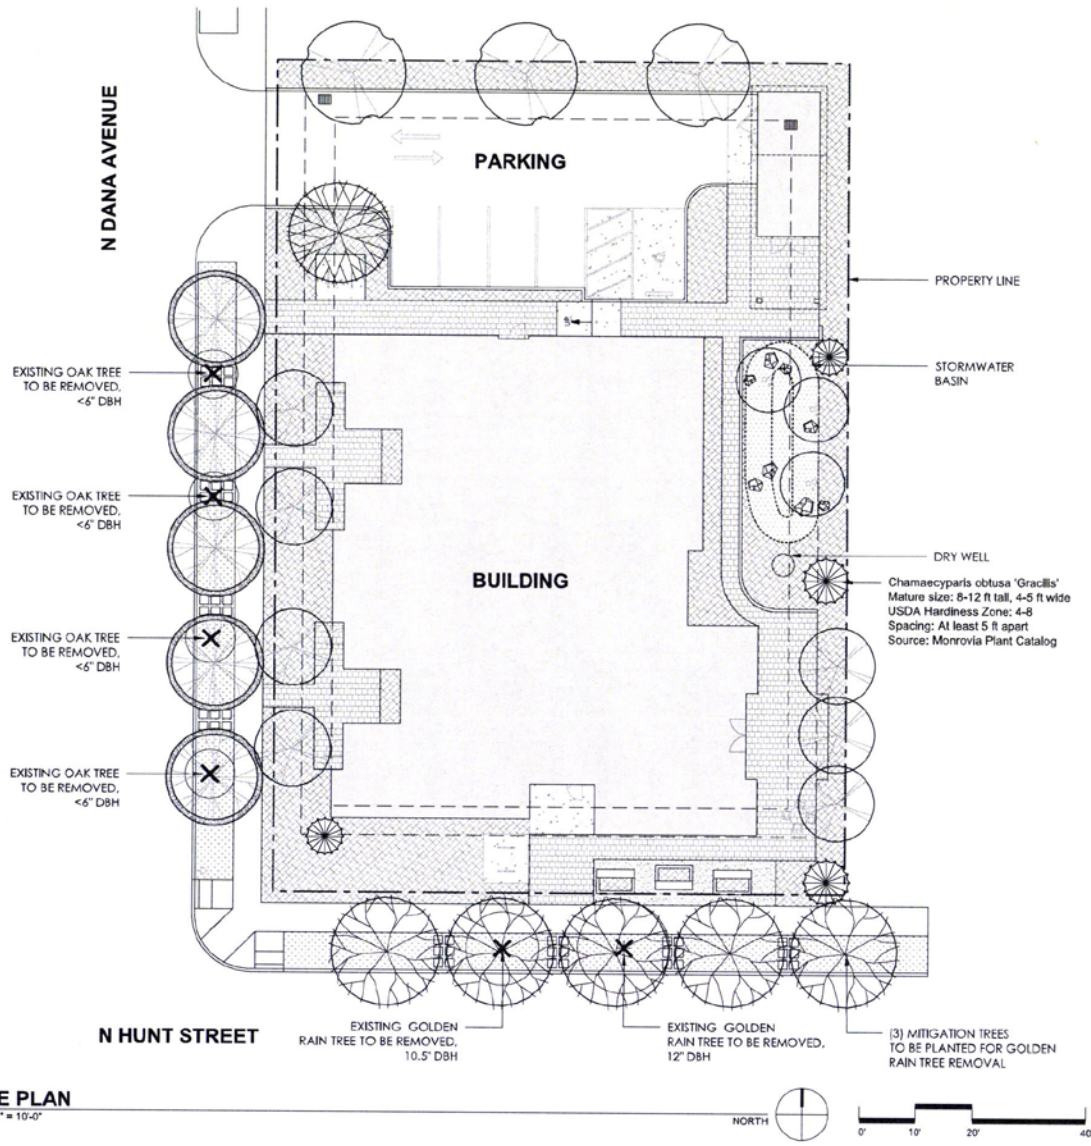 N DANA AVENUE
PARKING
PROPERTY LINE
EXISTING OAK TREE
TO BE REMOVED,
<6" DBH
STORMWATER
BASIN
EXISTING OAK TREE
TO BE REMOVED,
<6" DBH
DRY WELL
BUILDING
Chamaecyparis obtusa 'Gracilis'
Mature size: 8-12 ft tall, 4-5 ft wide
USDA Hardiness Zone: 4-8
Spacing: At least 5 ft apart
Source: Monrovia Plant Catalog
EXISTING OAK TREE
TO BE REMOVED,
<6" DBH
EXISTING OAK TREE
TO BE REMOVED,
<6" DBH
N HUNT STREET
EXISTING GOLDEN
RAIN TREE TO BE REMOVED,
10.5" DBH
EXISTING GOLDEN
RAIN TREE TO BE REMOVED,
12" DBH
(3) MITIGATION TREES
TO BE PLANTED FOR GOLDEN
RAIN TREE REMOVAL
E PLAN
" = 10'-0"
NORTH
0' 10' 20' 40